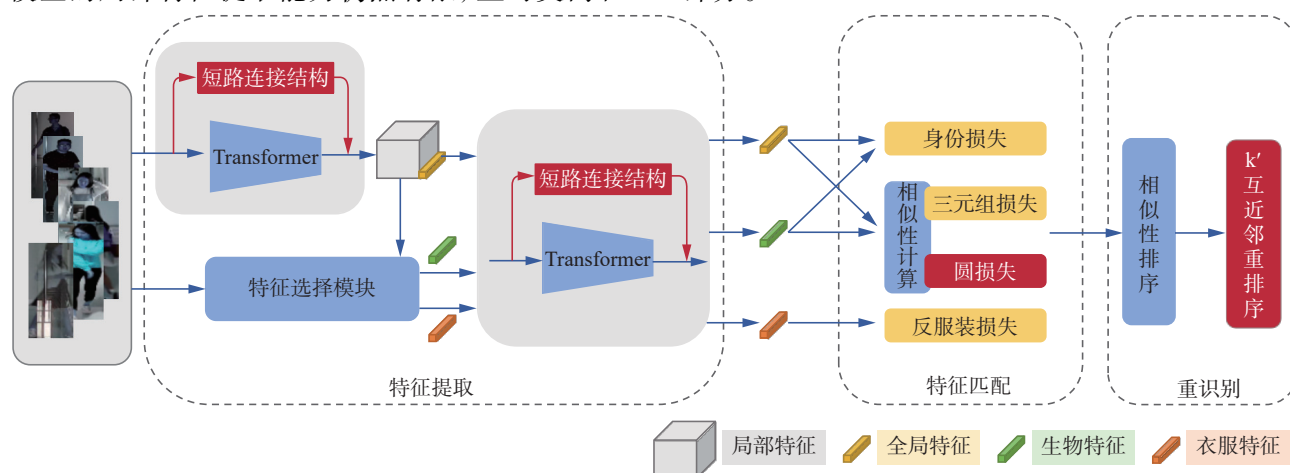 短路连接结构
Transformer
短路连接结构
Transformer
特征选择模块
特征提取
身份损失
相似性计算
三元组损失
圆损失
反服装损失
特征匹配
相似性排序
k′互近邻重排序
重识别
局部特征
全局特征
生物特征
衣服特征